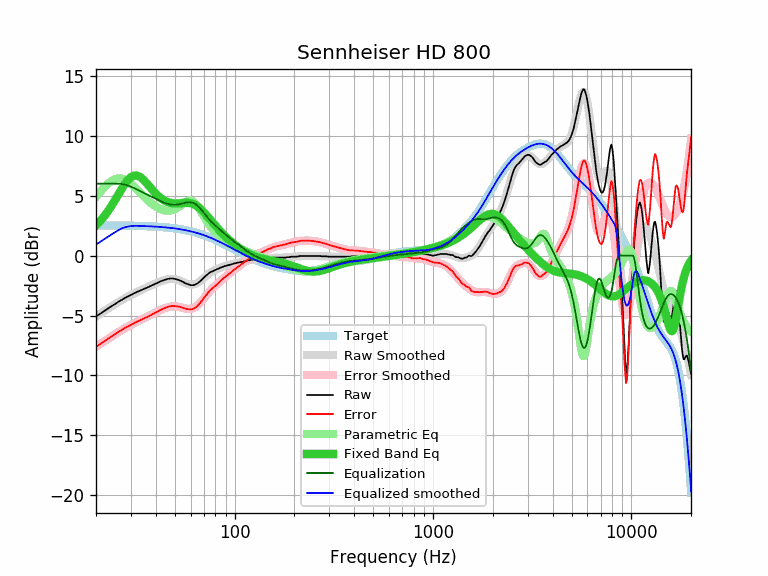 Sennheiser HD 800
15
10
5
0
−5
−10
−15
−20
Amplitude (dBr)
Target
Raw Smoothed
Error Smoothed
Raw
Error
Parametric Eq
Fixed Band Eq
Equalization
Equalized smoothed
100
1000
10000
Frequency (Hz)